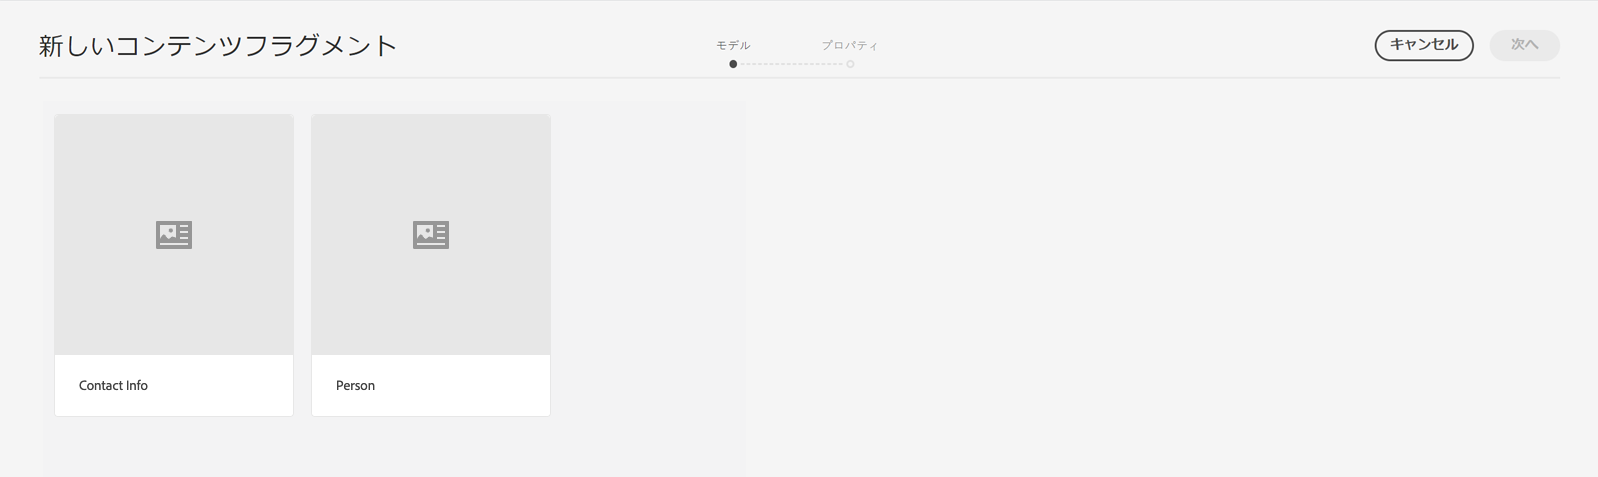 新しいコンテンツフラグメント
モデル
プロパティ
キャンセル
次へ
Contact Info
Person